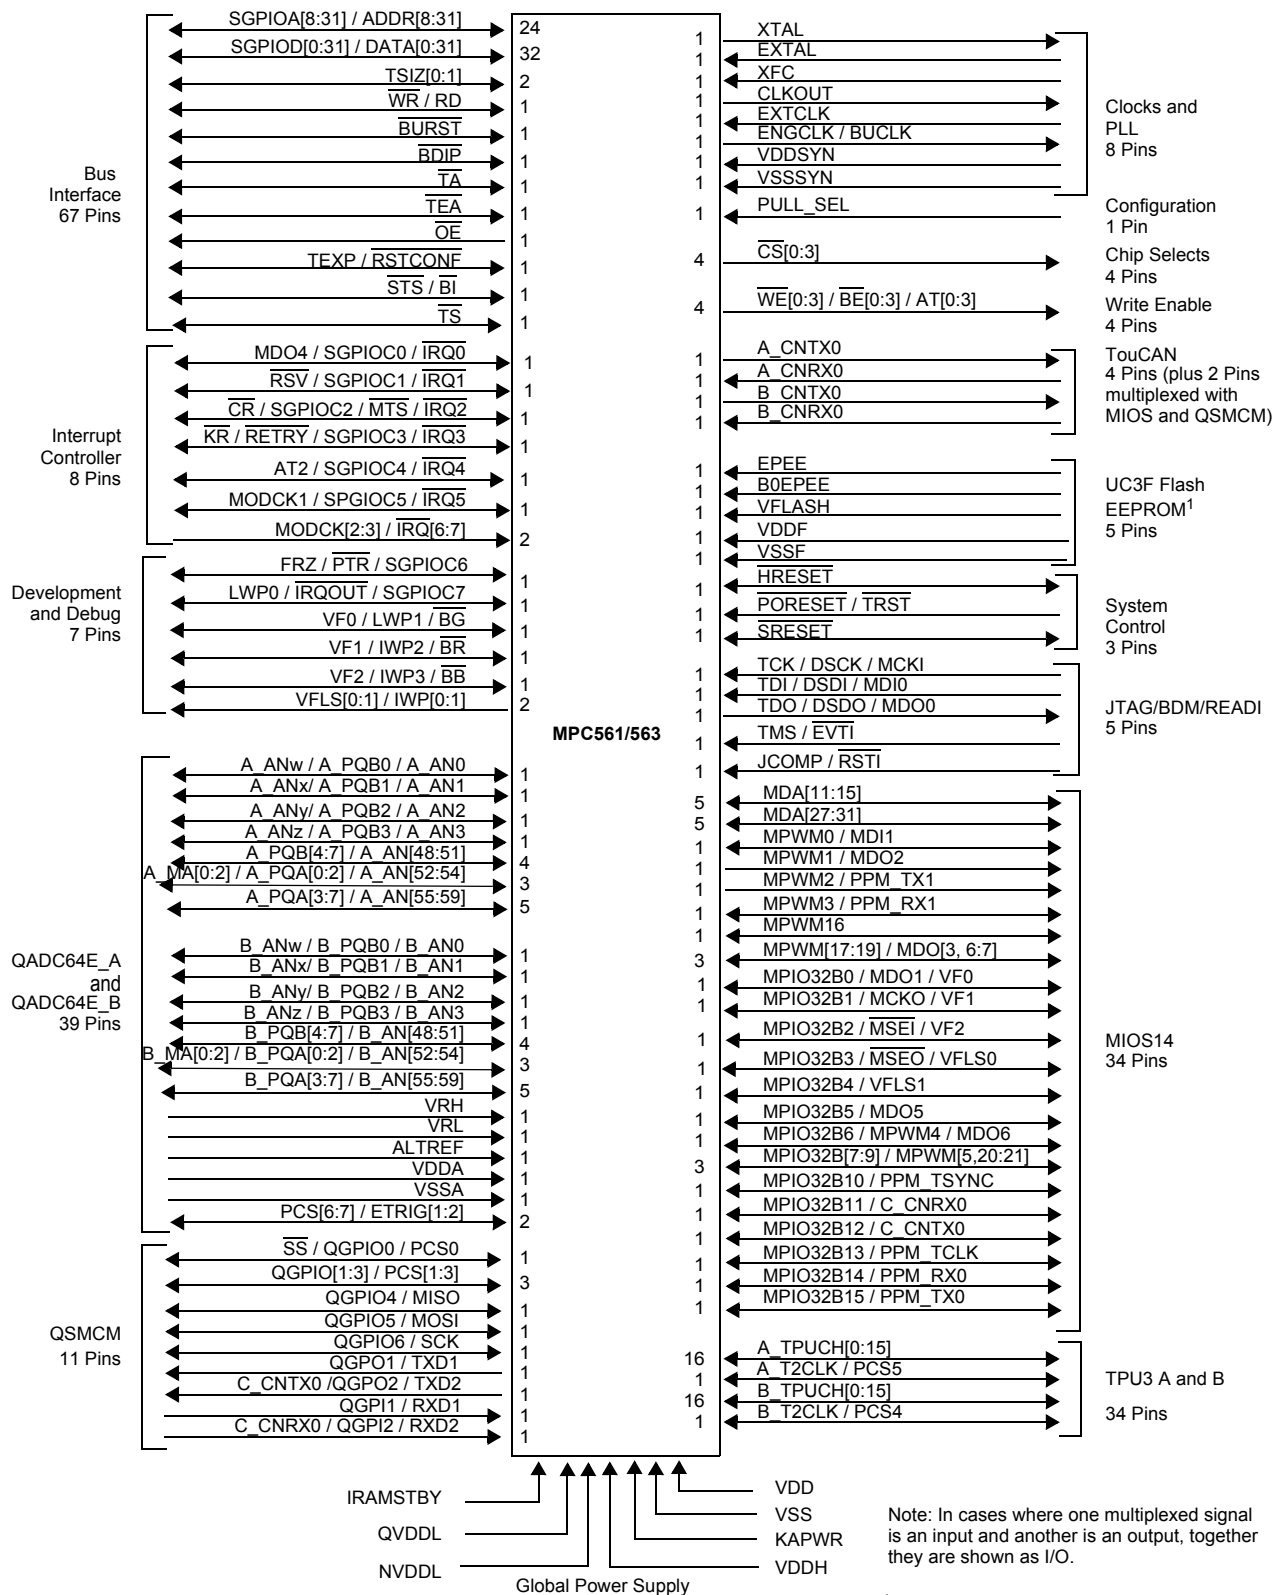 SGPIOA[8:31] / ADDR[8:31]
24
SGPIOD[0:31] / DATA[0:31]
32
TSIZ[0:1]
2
WR / RD
1
BURST
1
BDIP
1
TA
1
TEA
1
OE
1
TEXP / RSTCONF
1
STS / BI
1
TS
1
Bus
Interface
67 Pins
MDO4 / SGPIOC0 / IRQ0
1
RSV / SGPIOC1 / IRQ1
1
CR / SGPIOC2 / MTS / IRQ2
1
KR / RETRY / SGPIOC3 / IRQ3
1
AT2 / SGPIOC4 / IRQ4
1
MODCK1 / SPGIOC5 / IRQ5
1
MODCK[2:3] / IRQ[6:7]
2
Interrupt
Controller
8 Pins
FRZ / PTR / SGPIOC6
1
LWP0 / IRQOUT / SGPIOC7
1
VF0 / LWP1 / BG
1
VF1 / IWP2 / BR
1
VF2 / IWP3 / BB
1
VFLS[0:1] / IWP[0:1]
2
Development
and Debug
7 Pins
MPC561/563
A_ANw / A_PQB0 / A_AN0
1
A_ANx/ A_PQB1 / A_AN1
1
A_ANy/ A_PQB2 / A_AN2
1
A_ANz / A_PQB3 / A_AN3
1
A_PQB[4:7] / A_AN[48:51]
4
A_MA[0:2] / A_PQA[0:2] / A_AN[52:54]
3
A_PQA[3:7] / A_AN[55:59]
5
B_ANw / B_PQB0 / B_AN0
1
B_ANx/ B_PQB1 / B_AN1
1
B_ANy/ B_PQB2 / B_AN2
1
B_ANz / B_PQB3 / B_AN3
1
B_PQB[4:7] / B_AN[48:51]
4
B_MA[0:2] / B_PQA[0:2] / B_AN[52:54]
3
B_PQA[3:7] / B_AN[55:59]
5
VRH
1
VRL
1
ALTREF
1
VDDA
1
VSSA
1
PCS[6:7] / ETRIG[1:2]
2
QADC64E_A
and
QADC64E_B
39 Pins
SS / QGPIO0 / PCS0
1
QGPIO[1:3] / PCS[1:3]
3
QGPIO4 / MISO
1
QGPIO5 / MOSI
1
QGPIO6 / SCK
1
QGPO1 / TXD1
1
C_CNTX0 /QGPO2 / TXD2
1
QGPI1 / RXD1
1
C_CNRX0 / QGPI2 / RXD2
1
QSMCM
11 Pins
1
XTAL
1
EXTAL
1
XFC
1
CLKOUT
1
EXTCLK
1
ENGCLK / BUCLK
1
VDDSYN
1
VSSSYN
Clocks and
PLL
8 Pins
1
PULL_SEL
Configuration
1 Pin
4
CS[0:3]
Chip Selects
4 Pins
4
WE[0:3] / BE[0:3] / AT[0:3]
Write Enable
4 Pins
1
A_CNTX0
1
A_CNRX0
1
B_CNTX0
1
B_CNRX0
TouCAN
4 Pins (plus 2 Pins
multiplexed with
MIOS and QSMCM)
1
EPEE
1
B0EPEE
1
VFLASH
1
VDDF
1
VSSF
UC3F Flash
EEPROM1
5 Pins
1
HRESET
1
PORESET / TRST
1
SRESET
System
Control
3 Pins
1
TCK / DSCK / MCKI
1
TDI / DSDI / MDI0
1
TDO / DSDO / MDO0
1
TMS / EVTI
1
JCOMP / RSTI
JTAG/BDM/READI
5 Pins
5
MDA[11:15]
5
MDA[27:31]
1
MPWM0 / MDI1
1
MPWM1 / MDO2
1
MPWM2 / PPM_TX1
1
MPWM3 / PPM_RX1
1
MPWM16
3
MPWM[17:19] / MDO[3, 6:7]
1
MPIO32B0 / MDO1 / VF0
1
MPIO32B1 / MCKO / VF1
1
MPIO32B2 / MSEI / VF2
1
MPIO32B3 / MSEO / VFLS0
1
MPIO32B4 / VFLS1
1
MPIO32B5 / MDO5
1
MPIO32B6 / MPWM4 / MDO6
3
MPIO32B[7:9] / MPWM[5,20:21]
1
MPIO32B10 / PPM_TSYNC
1
MPIO32B11 / C_CNRX0
1
MPIO32B12 / C_CNTX0
1
MPIO32B13 / PPM_TCLK
1
MPIO32B14 / PPM_RX0
1
MPIO32B15 / PPM_TX0
MIOS14
34 Pins
16
A_TPUCH[0:15]
1
A_T2CLK / PCS5
16
B_TPUCH[0:15]
1
B_T2CLK / PCS4
TPU3 A and B
34 Pins
IRAMSTBY
QVDDL
NVDDL
VDD
VSS
KAPWR
VDDH
Global Power Supply
Note: In cases where one multiplexed signal
is an input and another is an output, together
they are shown as I/O.